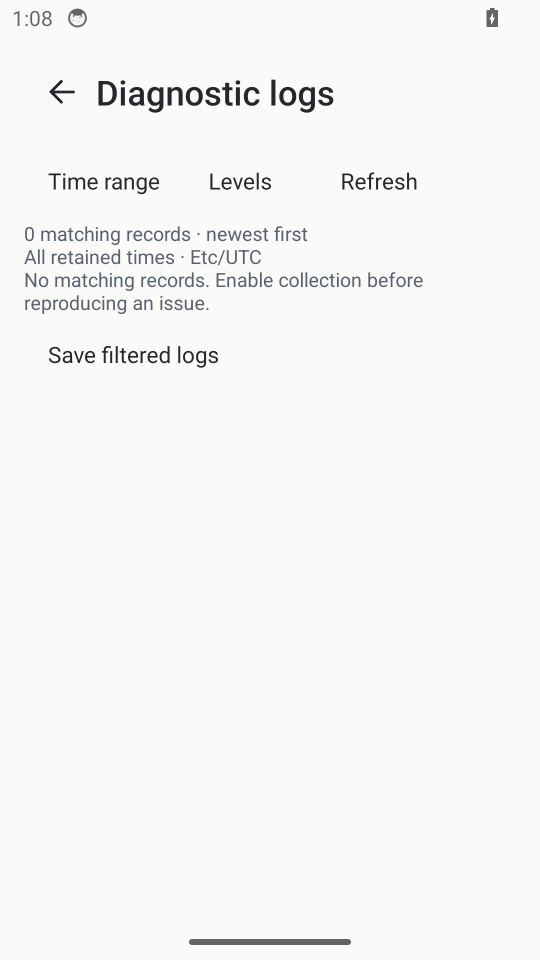 1:08
Diagnostic logs
Time range
Levels
Refresh
0 matching records · newest first
All retained times · Etc/UTC
No matching records. Enable collection before
reproducing an issue.
Save filtered logs